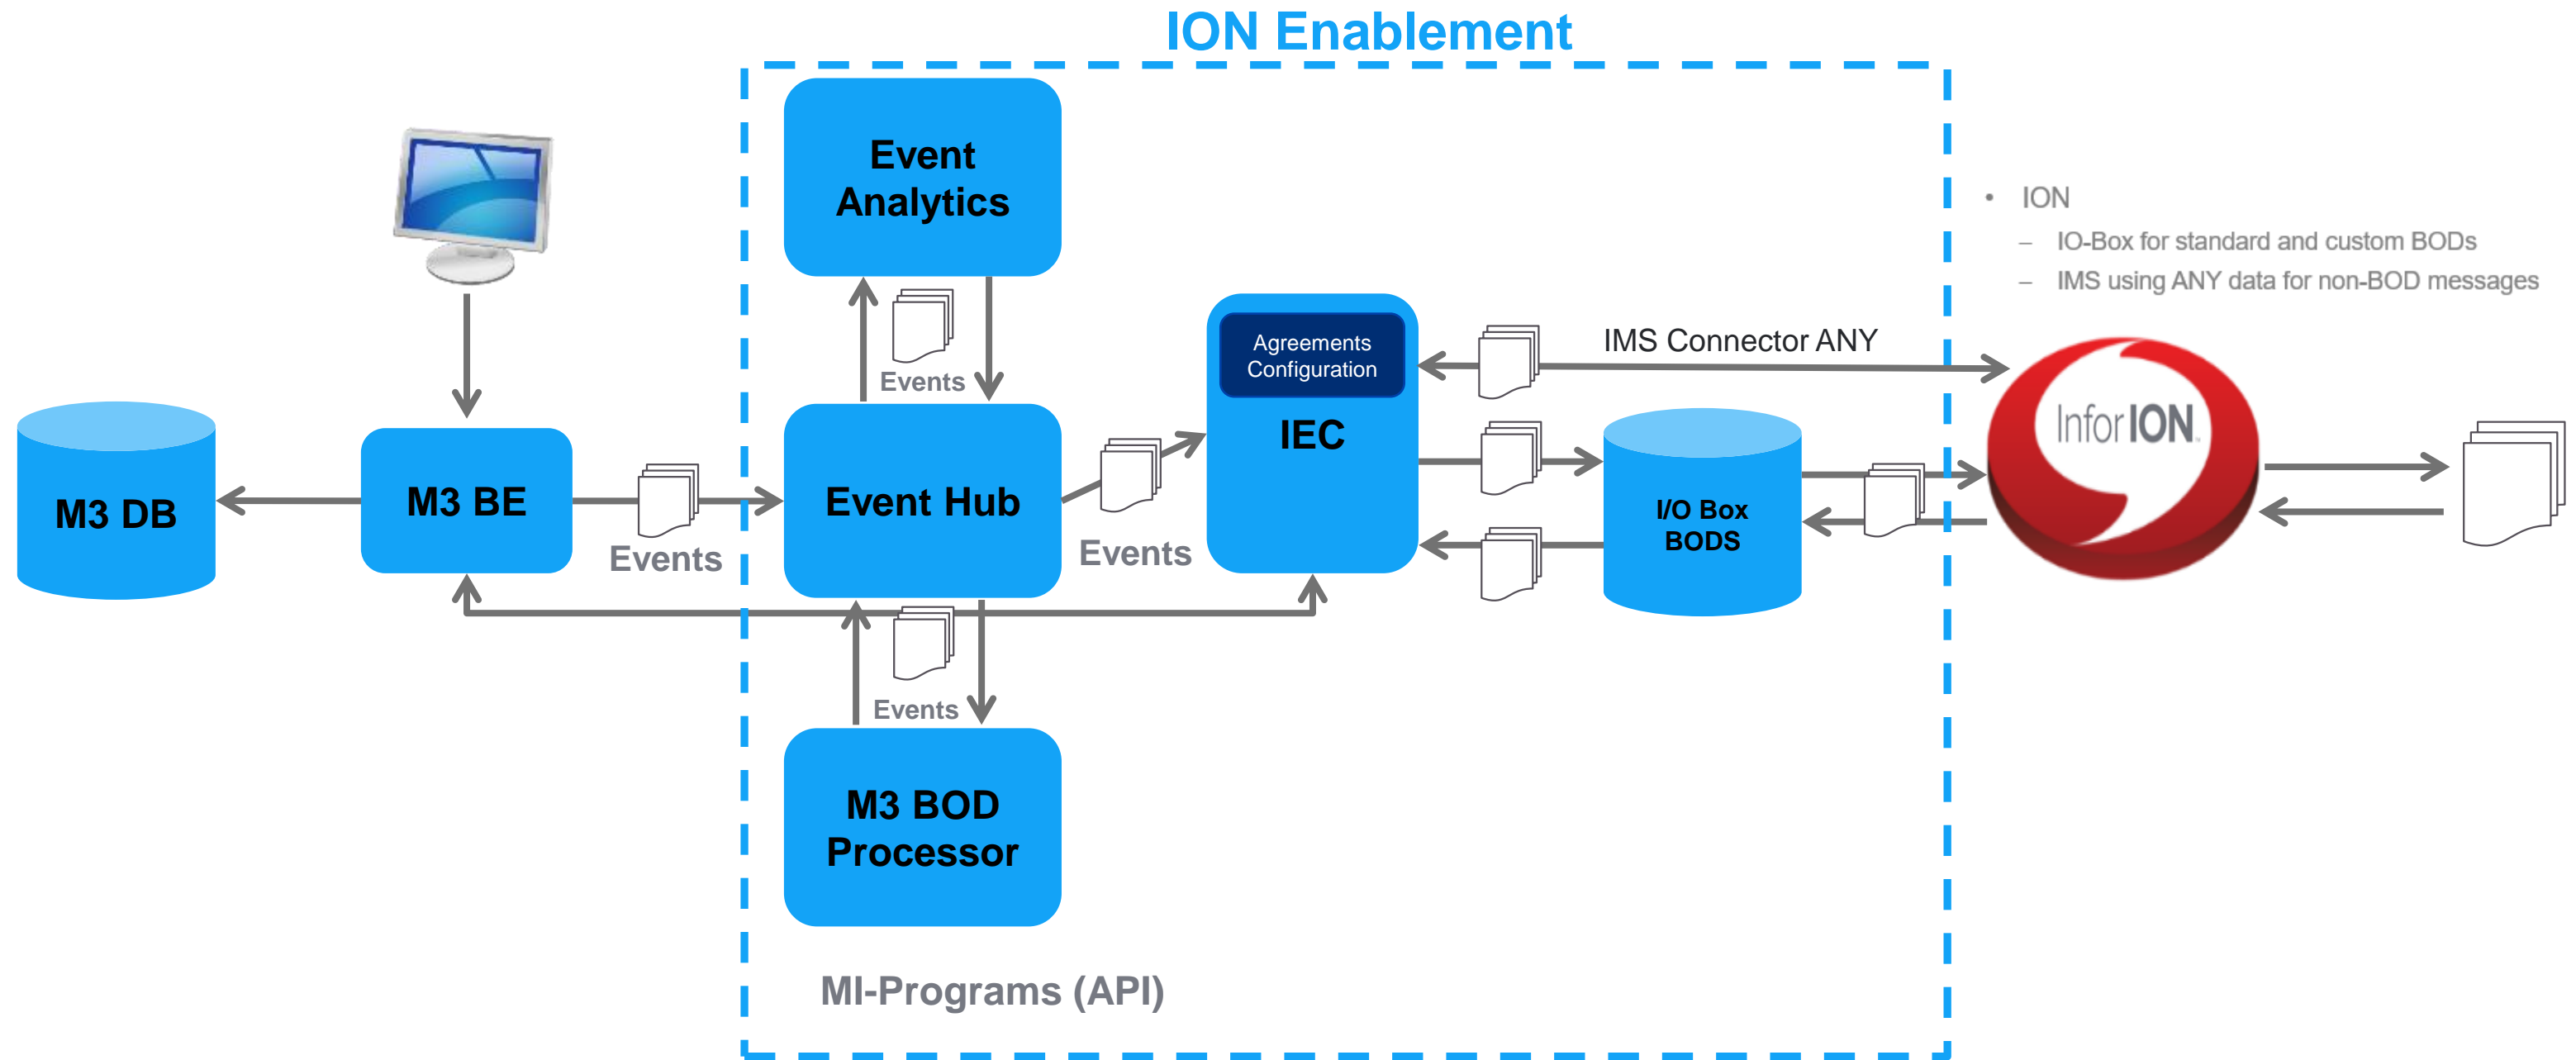 ION Enablement
Event
Analytics
• ION
– IO-Box for standard and custom BODs
– IMS using ANY data for non-BOD messages
Agreements
Configuration
IMS Connector ANY
Events
IEC
InforION
M3 DB
M3 BE
Event Hub
I/O Box
BODS
Events
Events
Events
M3 BOD
Processor
MI-Programs (API)